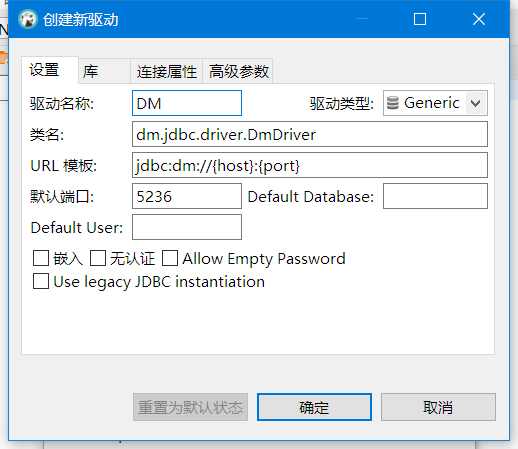 创建新驱动
设置 库 连接属性 高级参数
驱动名称: DM 驱动类型: Generic
类名: dm.jdbc.driver.DmDriver
URL 模板: jdbc:dm://{host}:{port}
默认端口: 5236 Default Database:
Default User:
嵌入 无认证 Allow Empty Password
Use legacy JDBC instantiation
重置为默认状态 确定 取消